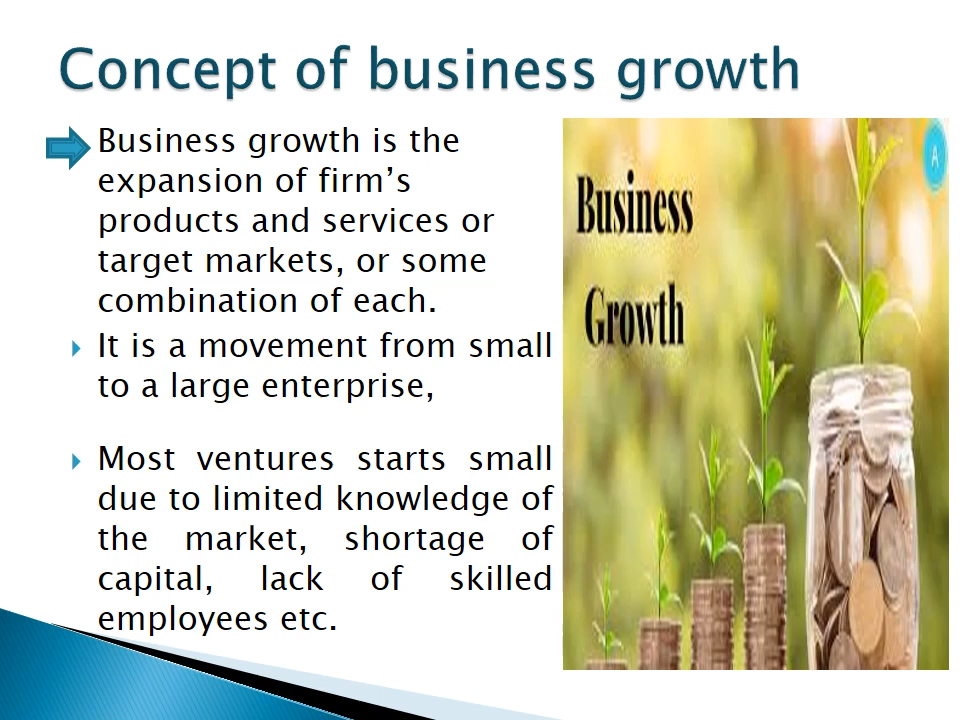 Concept of business growth
Business growth is the
expansion of firm’s
products and services or
target markets, or some
combination of each.
It is a movement from small
to a large enterprise,
Most ventures starts small
due to limited knowledge of
the market, shortage of
capital, lack of skilled
employees etc.
Business
Growth
A